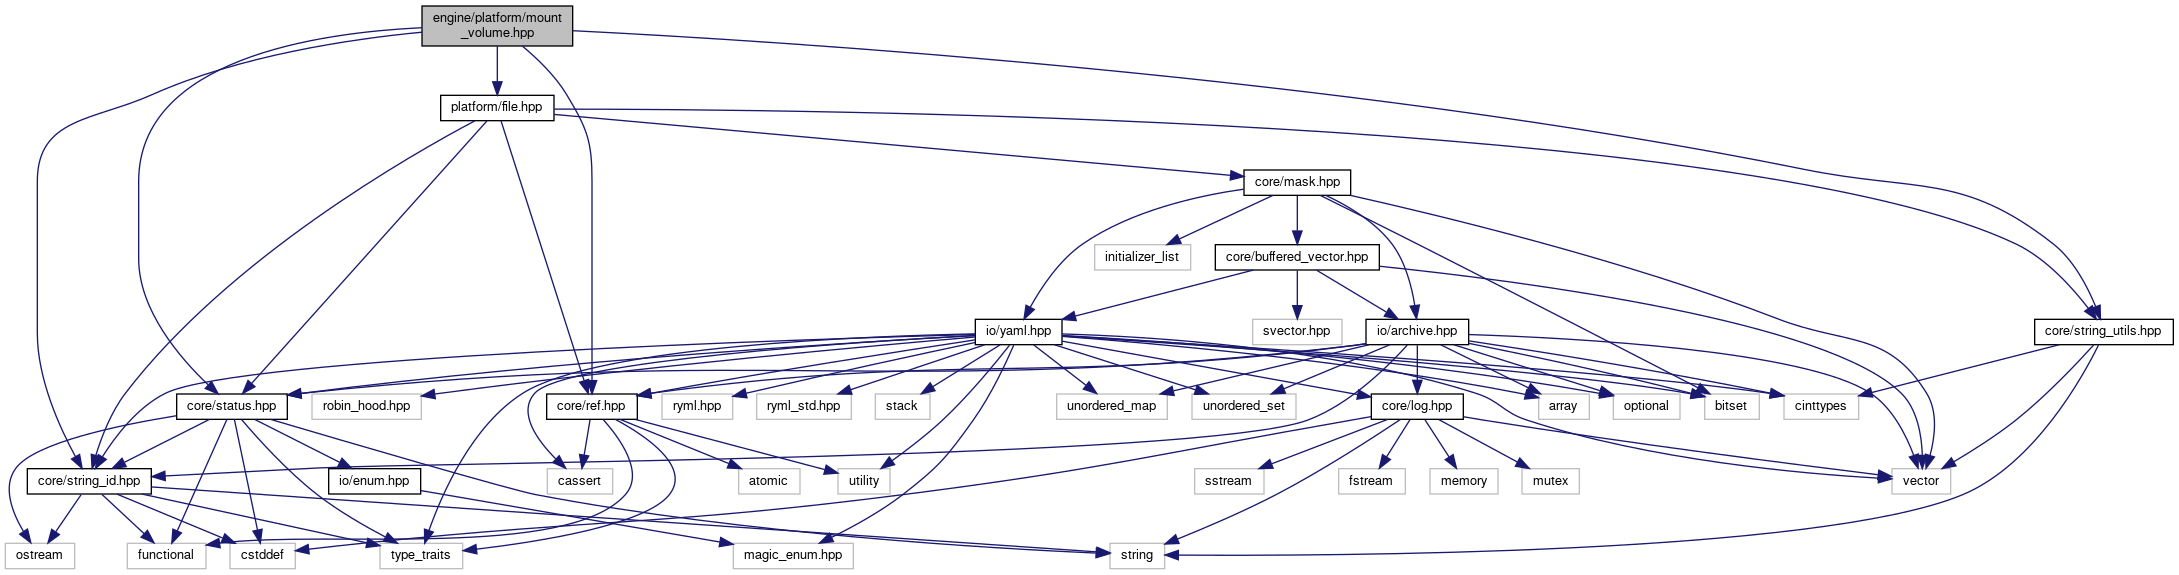 engine/platform/mount
_volume.hpp
platform/file.hpp
core/mask.hpp
initializer_list
core/buffered_vector.hpp
io/yaml.hpp
svector.hpp
io/archive.hpp
core/string_utils.hpp
core/status.hpp
robin_hood.hpp
core/ref.hpp
ryml.hpp
ryml_std.hpp
stack
unordered_map
unordered_set
core/log.hpp
array
optional
bitset
cinttypes
core/string_id.hpp
io/enum.hpp
cassert
atomic
utility
sstream
fstream
memory
mutex
vector
ostream
functional
cstddef
type_traits
magic_enum.hpp
string